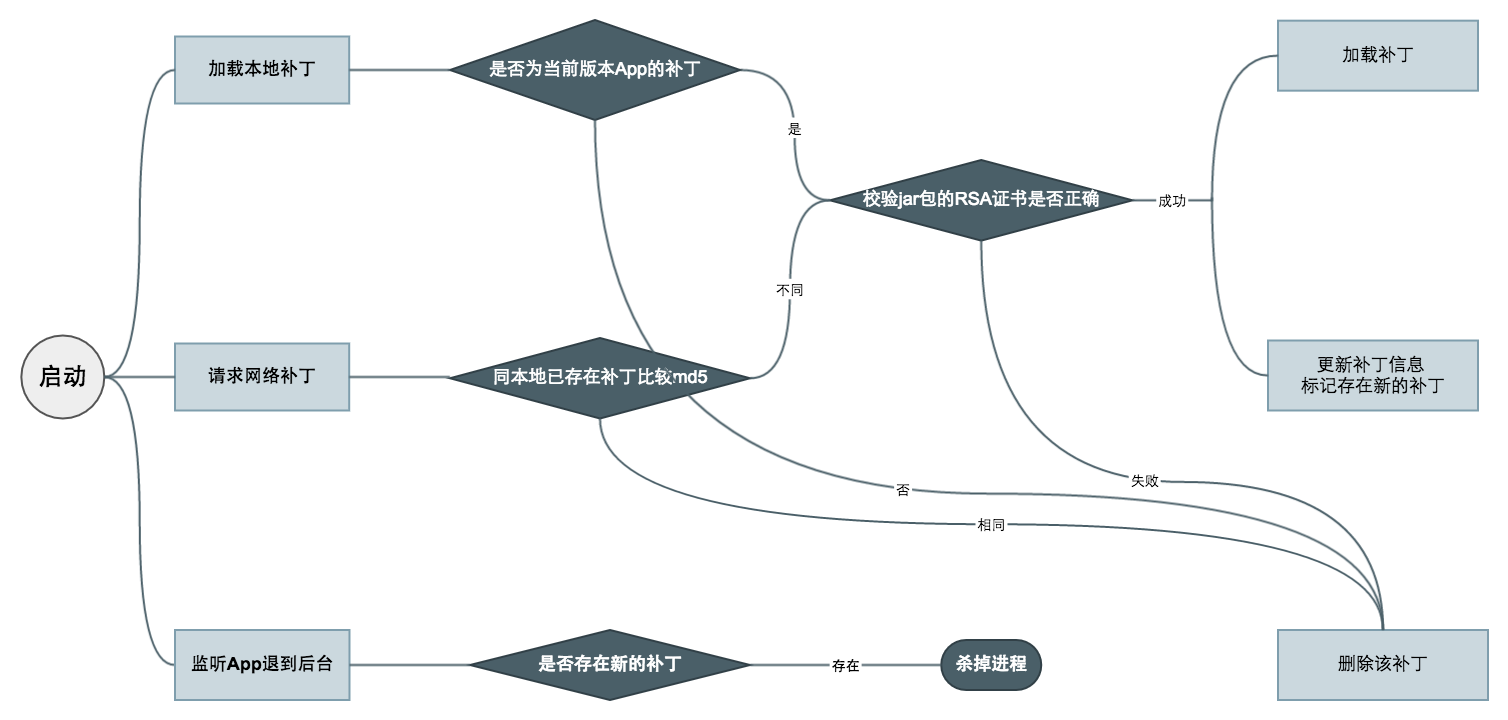 加载本地补丁
是否为当前版本App的补丁
加载补丁
是
校验jar包的RSA证书是否正确
成功
不同
启动
请求网络补丁
同本地已存在补丁比较md5
更新补丁信息
标记存在新的补丁
失败
否
相同
监听App退到后台
是否存在新的补丁
存在
杀掉进程
删除该补丁